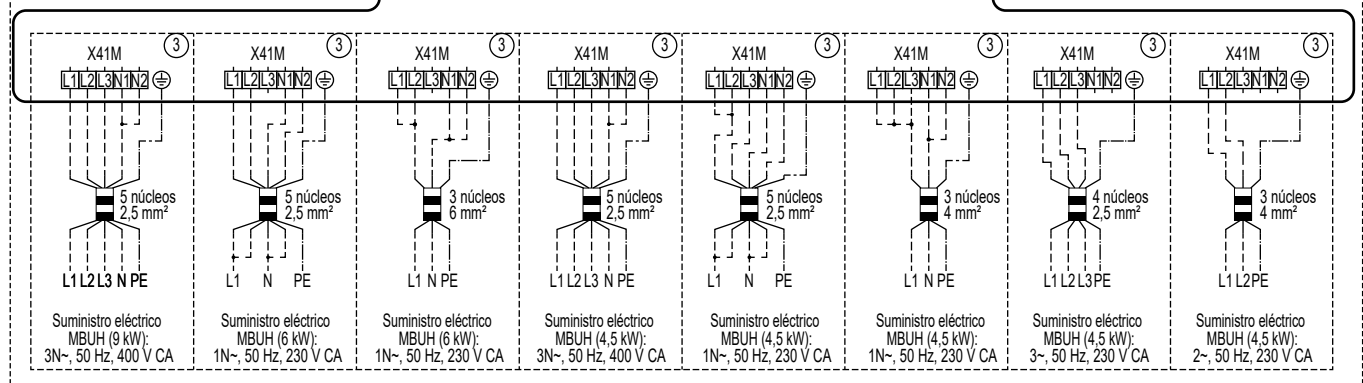 X41M
3
L1 L2 L3 N1 N2
5 núcleos
2,5 mm²
L1 L2 L3 N PE
Suministro eléctrico
MBUH (9 kW):
3N~, 50 Hz, 400 V CA
X41M
3
L1 L2 L3 N1 N2
5 núcleos
2,5 mm²
L1 N PE
Suministro eléctrico
MBUH (6 kW):
1N~, 50 Hz, 230 V CA
X41M
3
L1 L2 L3 N1 N2
3 núcleos
6 mm²
L1 N PE
Suministro eléctrico
MBUH (6 kW):
1N~, 50 Hz, 230 V CA
X41M
3
L1 L2 L3 N1 N2
5 núcleos
2,5 mm²
L1 L2 L3 N PE
Suministro eléctrico
MBUH (4,5 kW):
3N~, 50 Hz, 400 V CA
X41M
3
L1 L2 L3 N1 N2
5 núcleos
2,5 mm²
L1 N PE
Suministro eléctrico
MBUH (4,5 kW):
1N~, 50 Hz, 230 V CA
X41M
3
L1 L2 L3 N1 N2
3 núcleos
4 mm²
L1 N PE
Suministro eléctrico
MBUH (4,5 kW):
1N~, 50 Hz, 230 V CA
X41M
3
L1 L2 L3 N1 N2
4 núcleos
2,5 mm²
L1 L2 L3 PE
Suministro eléctrico
MBUH (4,5 kW):
3~, 50 Hz, 230 V CA
X41M
3
L1 L2 L3 N1 N2
3 núcleos
4 mm²
L1 L2 PE
Suministro eléctrico
MBUH (4,5 kW):
2~, 50 Hz, 230 V CA